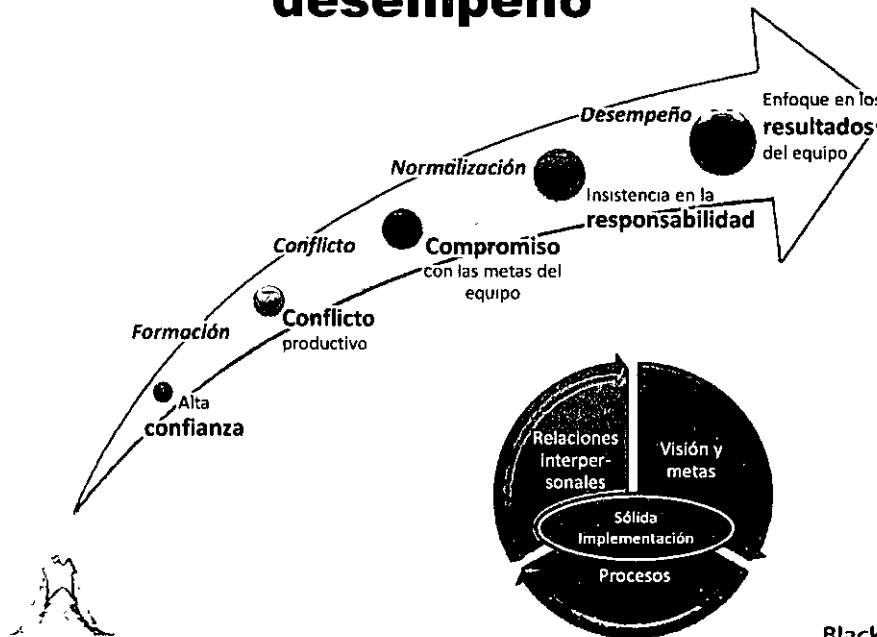 desempeño
Desempeño
Enfoque en los
resultados
del equipo
Normalización
Insistencia en la
responsabilidad
Conflicto
Compromiso
con las metas del
equipo
Formación
Conflicto
productivo
Alta
confianza
Relaciones
interper-
sonales
Visión y
metas
Sólida
Implementación
Procesos
Black